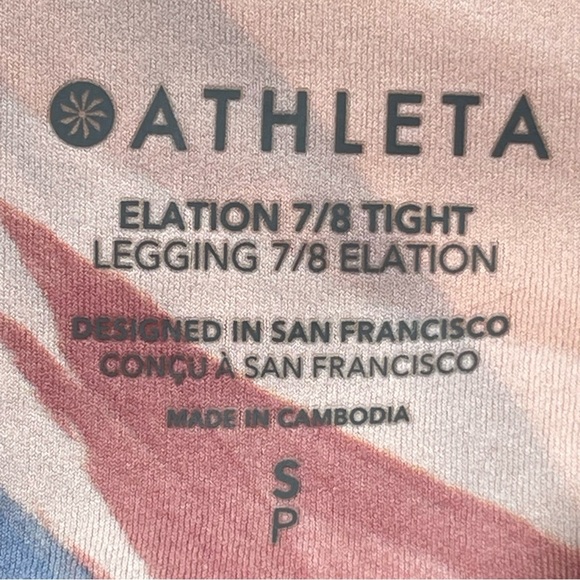 ATHLETA
ELATION 7/8 TIGHT
LEGGING 7/8 ELATION
DESIGNED IN SAN FRANCISCO
CONÇU À SAN FRANCISCO
MADE IN CAMBODIA
S
P